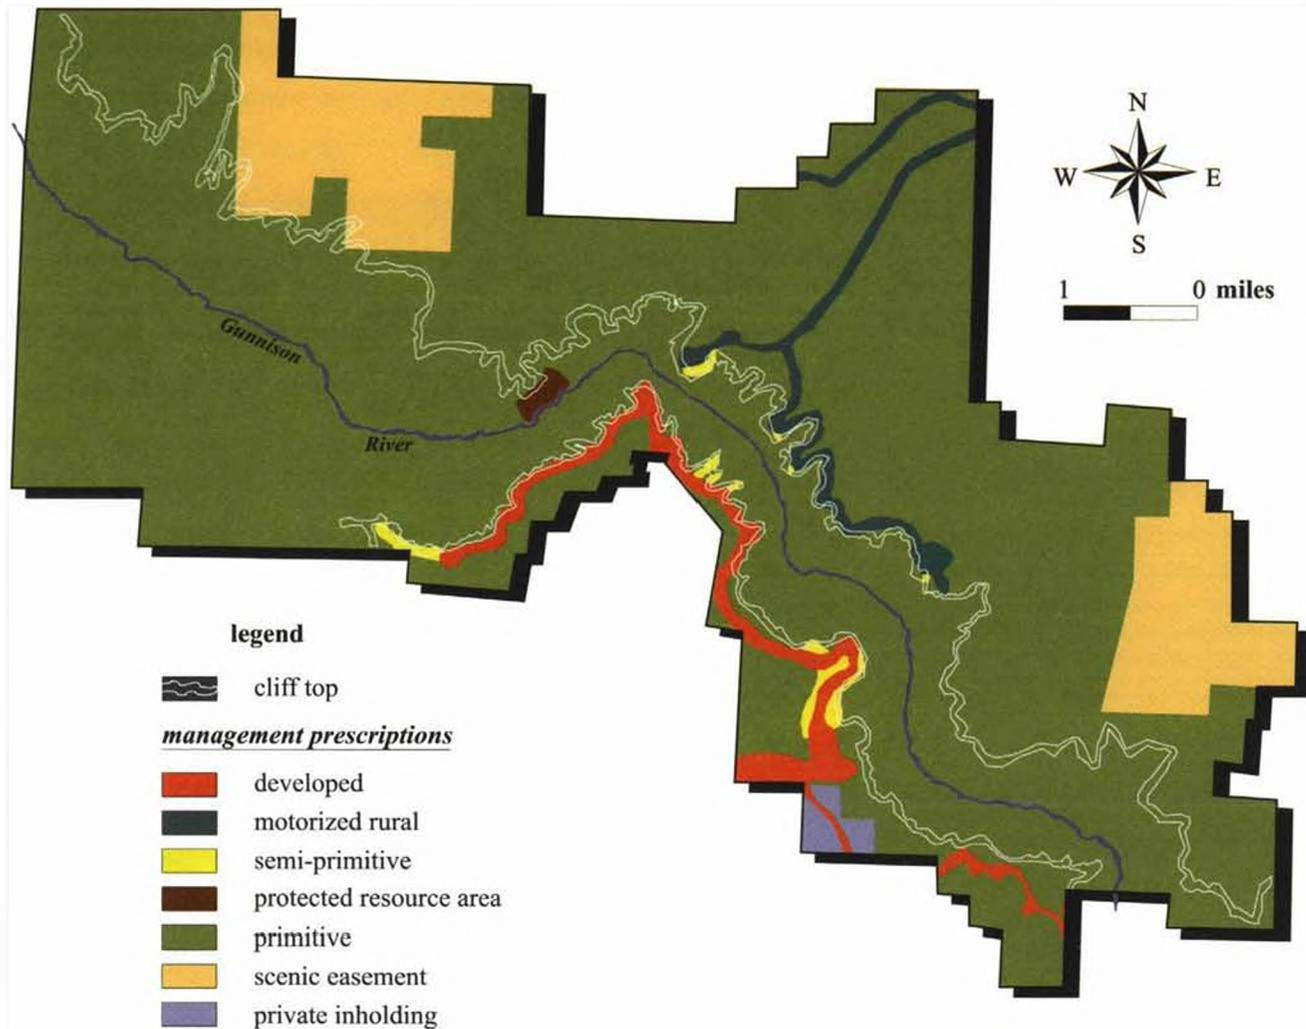 N
W E
S
1 0 miles
Gunnison
River
legend
cliff top
management prescriptions
developed
motorized rural
semi-primitive
protected resource area
primitive
scenic easement
private inholding